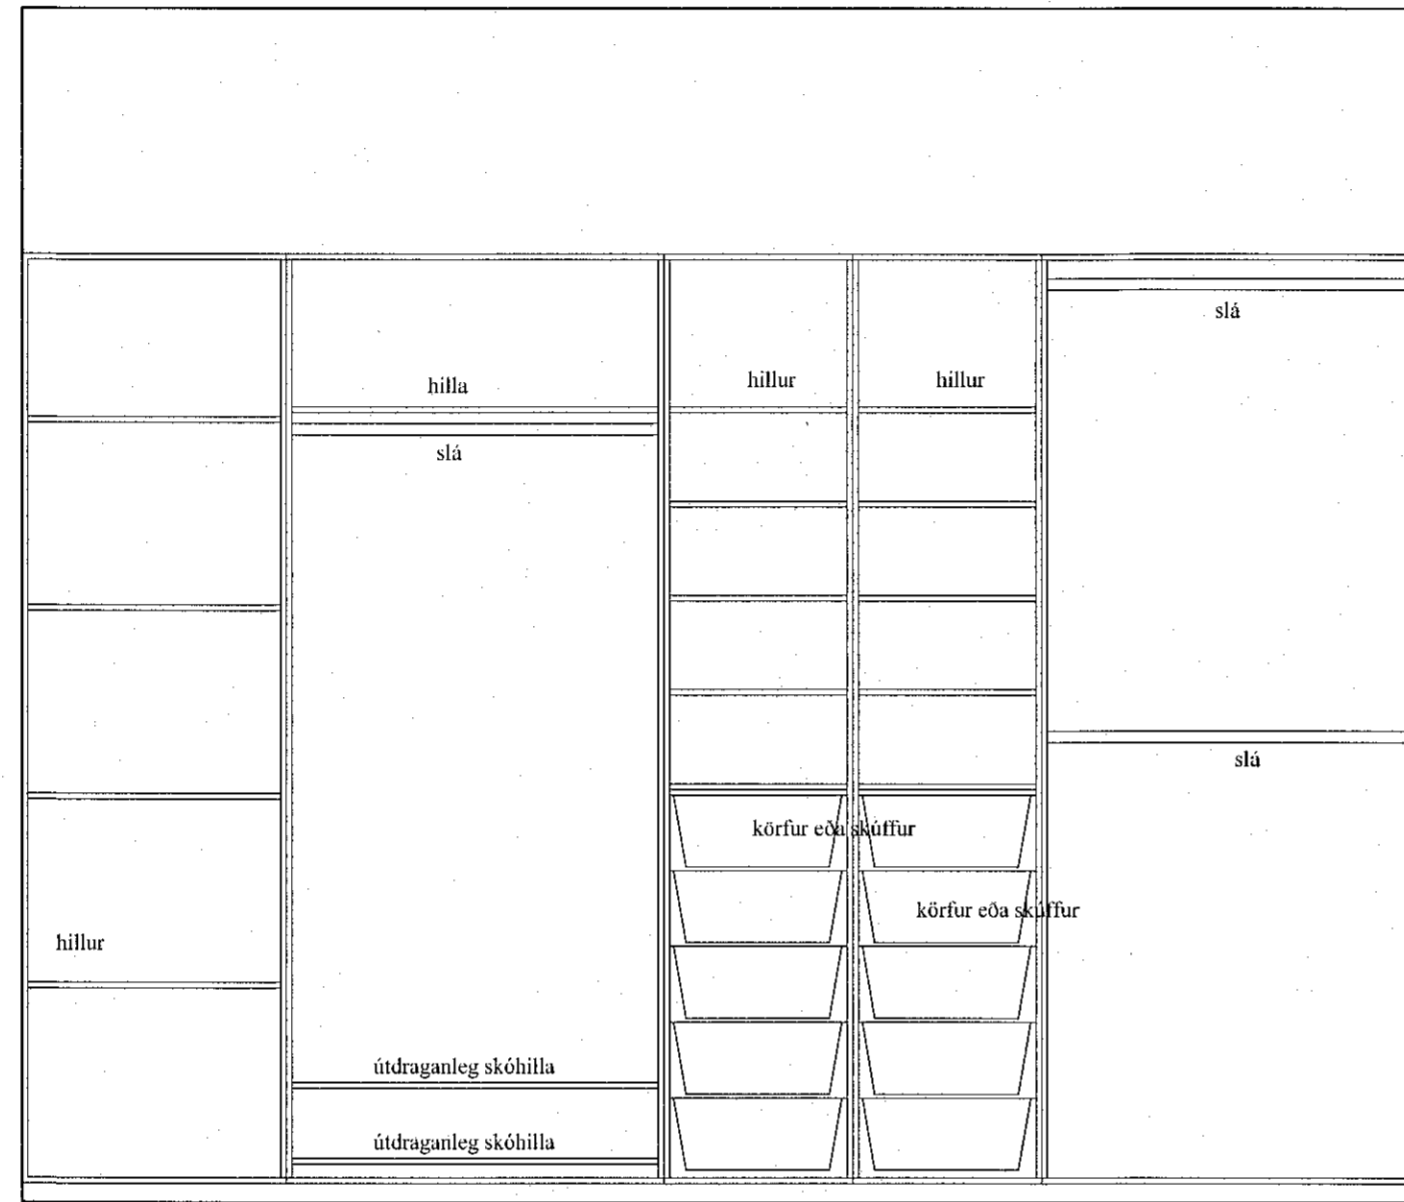 slá
hilla
hillur
hillur
slá
slá
körfur eða skúffur
körfur eða skúffur
hillur
útdraganleg skóhilla
útdraganleg skóhilla